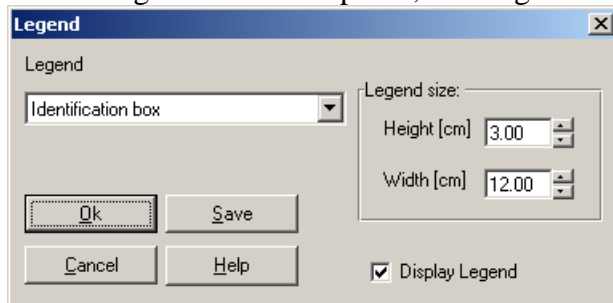 Legend
Legend
Identification box
Legend size:
Height [cm] 3.00
Width [cm] 12.00
Ok Save
Cancel Help
Display Legend